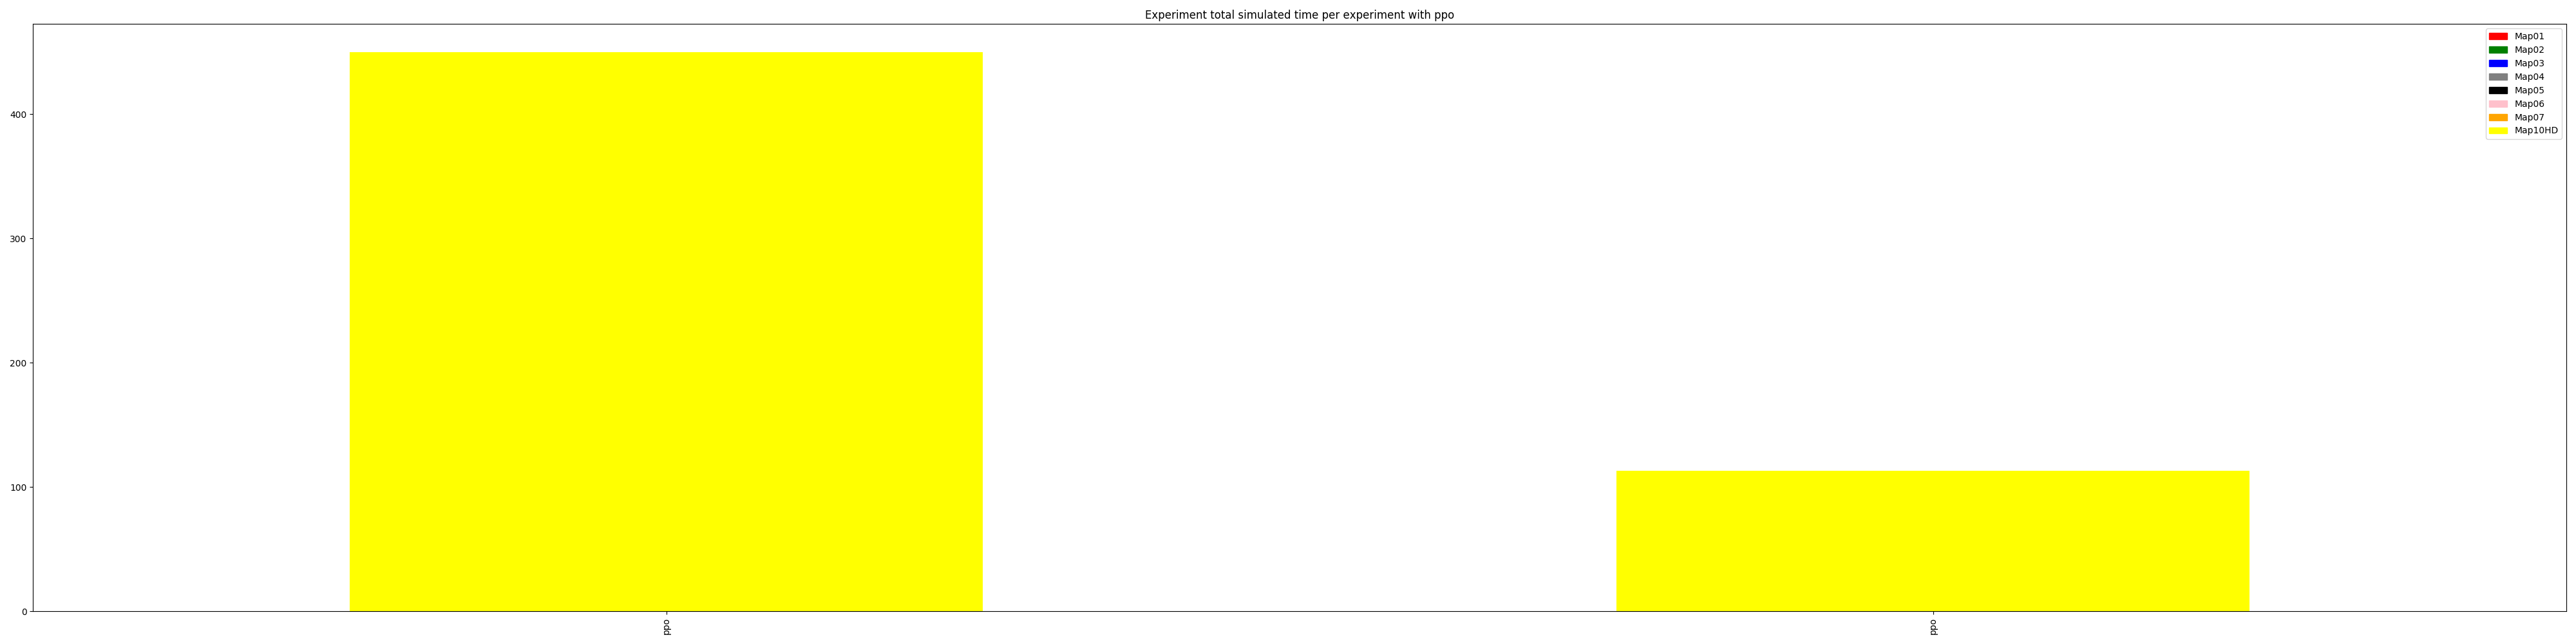 Experiment total simulated time per experiment with ppo
Map01
Map02
Map03
Map04
Map05
Map06
Map07
Map10HD
400
300
200
100
0
ppo
ppo